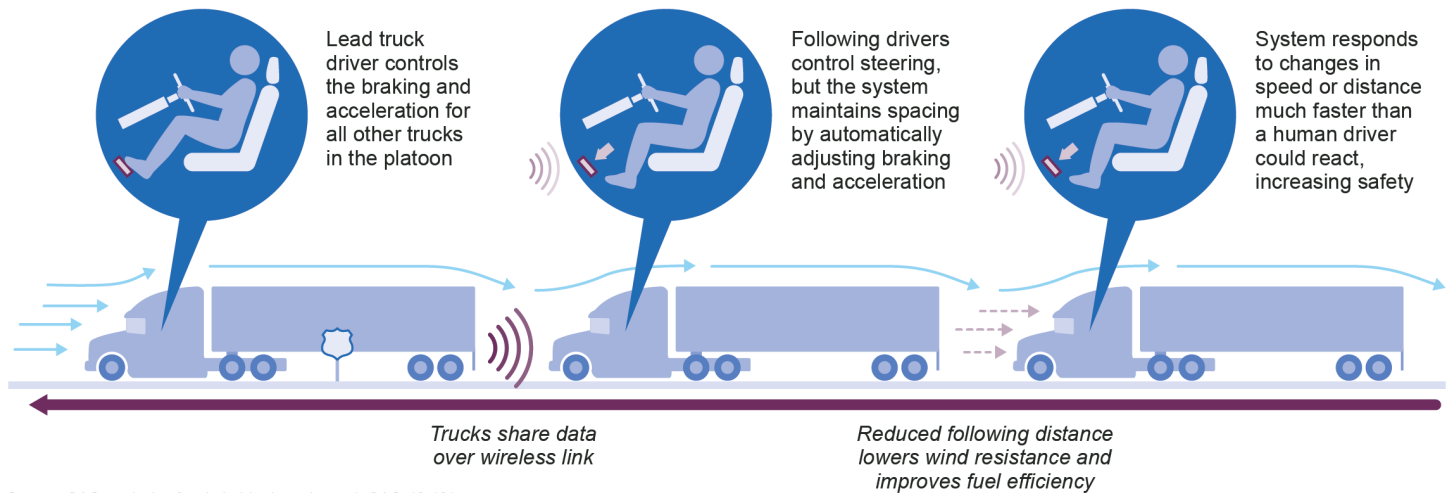 Lead truck
driver controls
the braking and
acceleration for
all other trucks
in the platoon
Following drivers
control steering,
but the system
maintains spacing
by automatically
adjusting braking
and acceleration
System responds
to changes in
speed or distance
much faster than
a human driver
could react,
increasing safety
Trucks share data
over wireless link
Reduced following distance
lowers wind resistance and
improves fuel efficiency